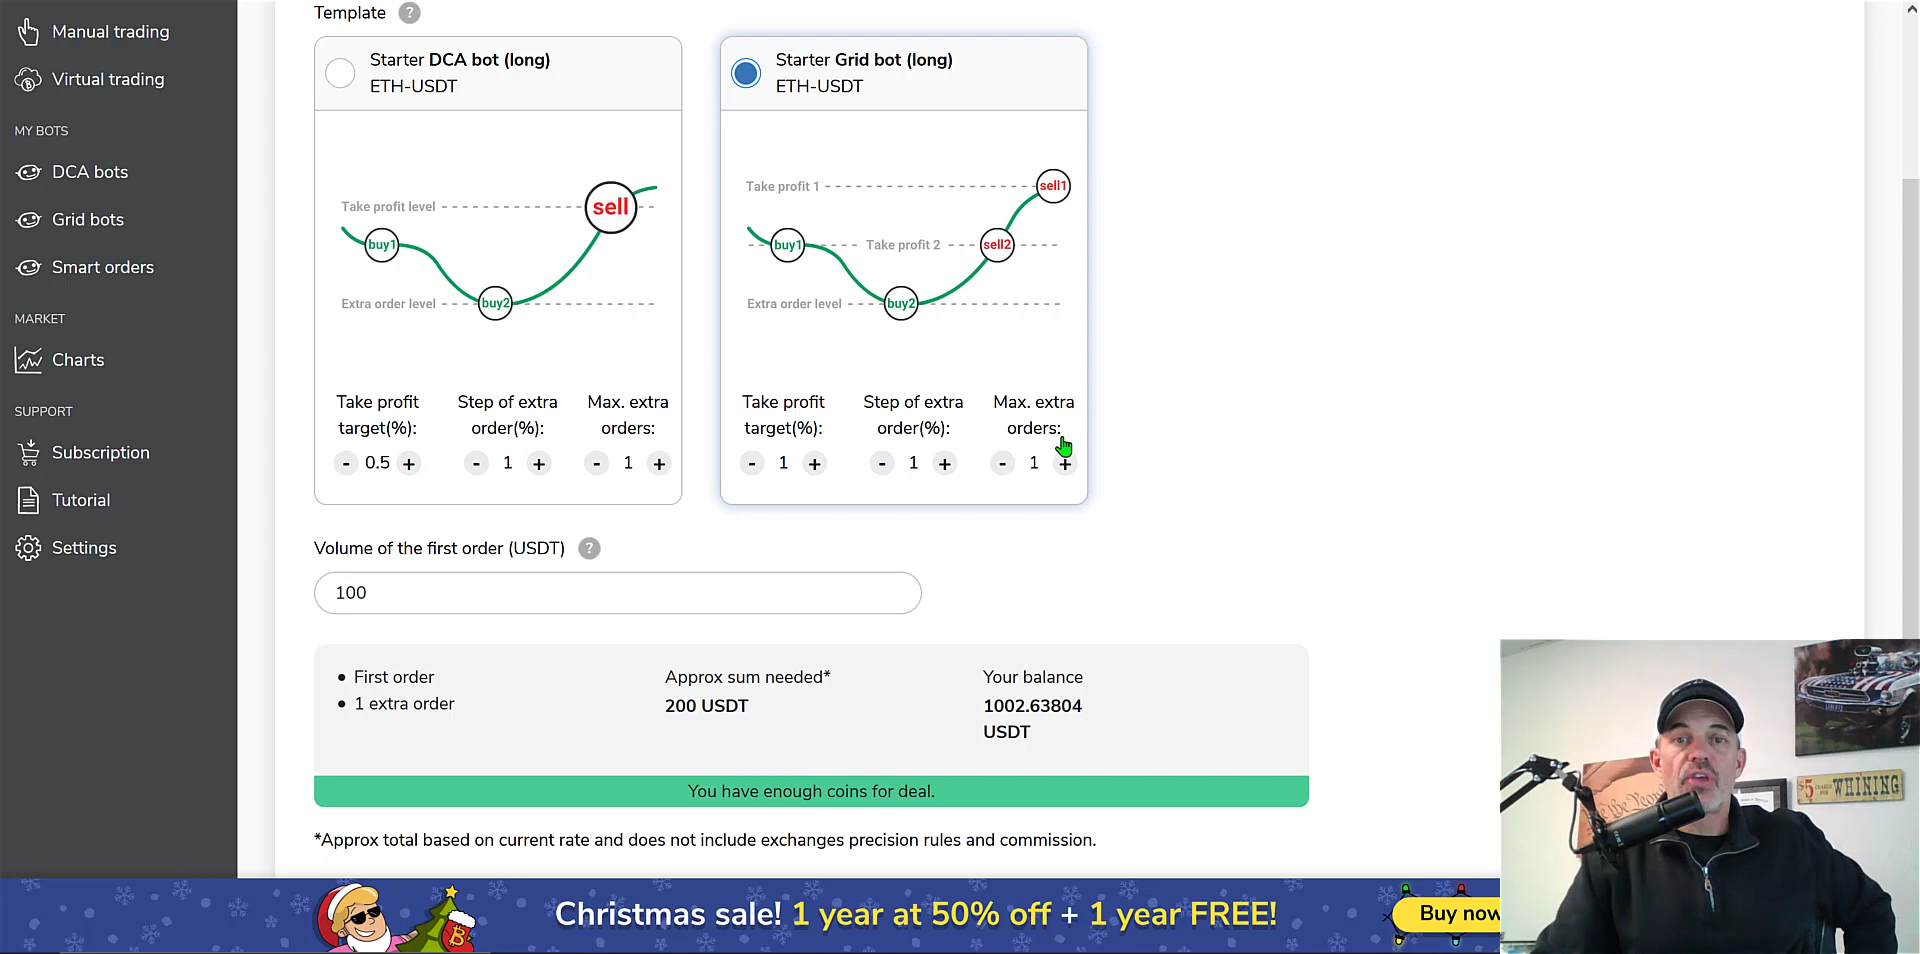 Manual trading
Virtual trading
MY BOTS
DCA bots
Grid bots
Smart orders
MARKET
Charts
SUPPORT
Subscription
Tutorial
Settings
Template ?
Starter DCA bot (long)
ETH-USDT
Take profit level
sell
buy1
Extra order level
buy2
Take profit
target(%):
Step of extra
order(%):
Max. extra
orders:
- 0.5 +
- 1 +
- 1 +
Starter Grid bot (long)
ETH-USDT
Take profit 1
sell1
buy1
Take profit 2
sell2
Extra order level
buy2
Take profit
target(%):
Step of extra
order(%):
Max. extra
orders:
- 1 +
- 1 +
- 1 +
Volume of the first order (USDT) ?
100
• First order
• 1 extra order
Approx sum needed*
200 USDT
Your balance
1002.63804
USDT
You have enough coins for deal.
*Approx total based on current rate and does not include exchanges precision rules and commission.
Christmas sale! 1 year at 50% off + 1 year FREE!
Buy now
We the People
$5 CHARGE FOR WHINING